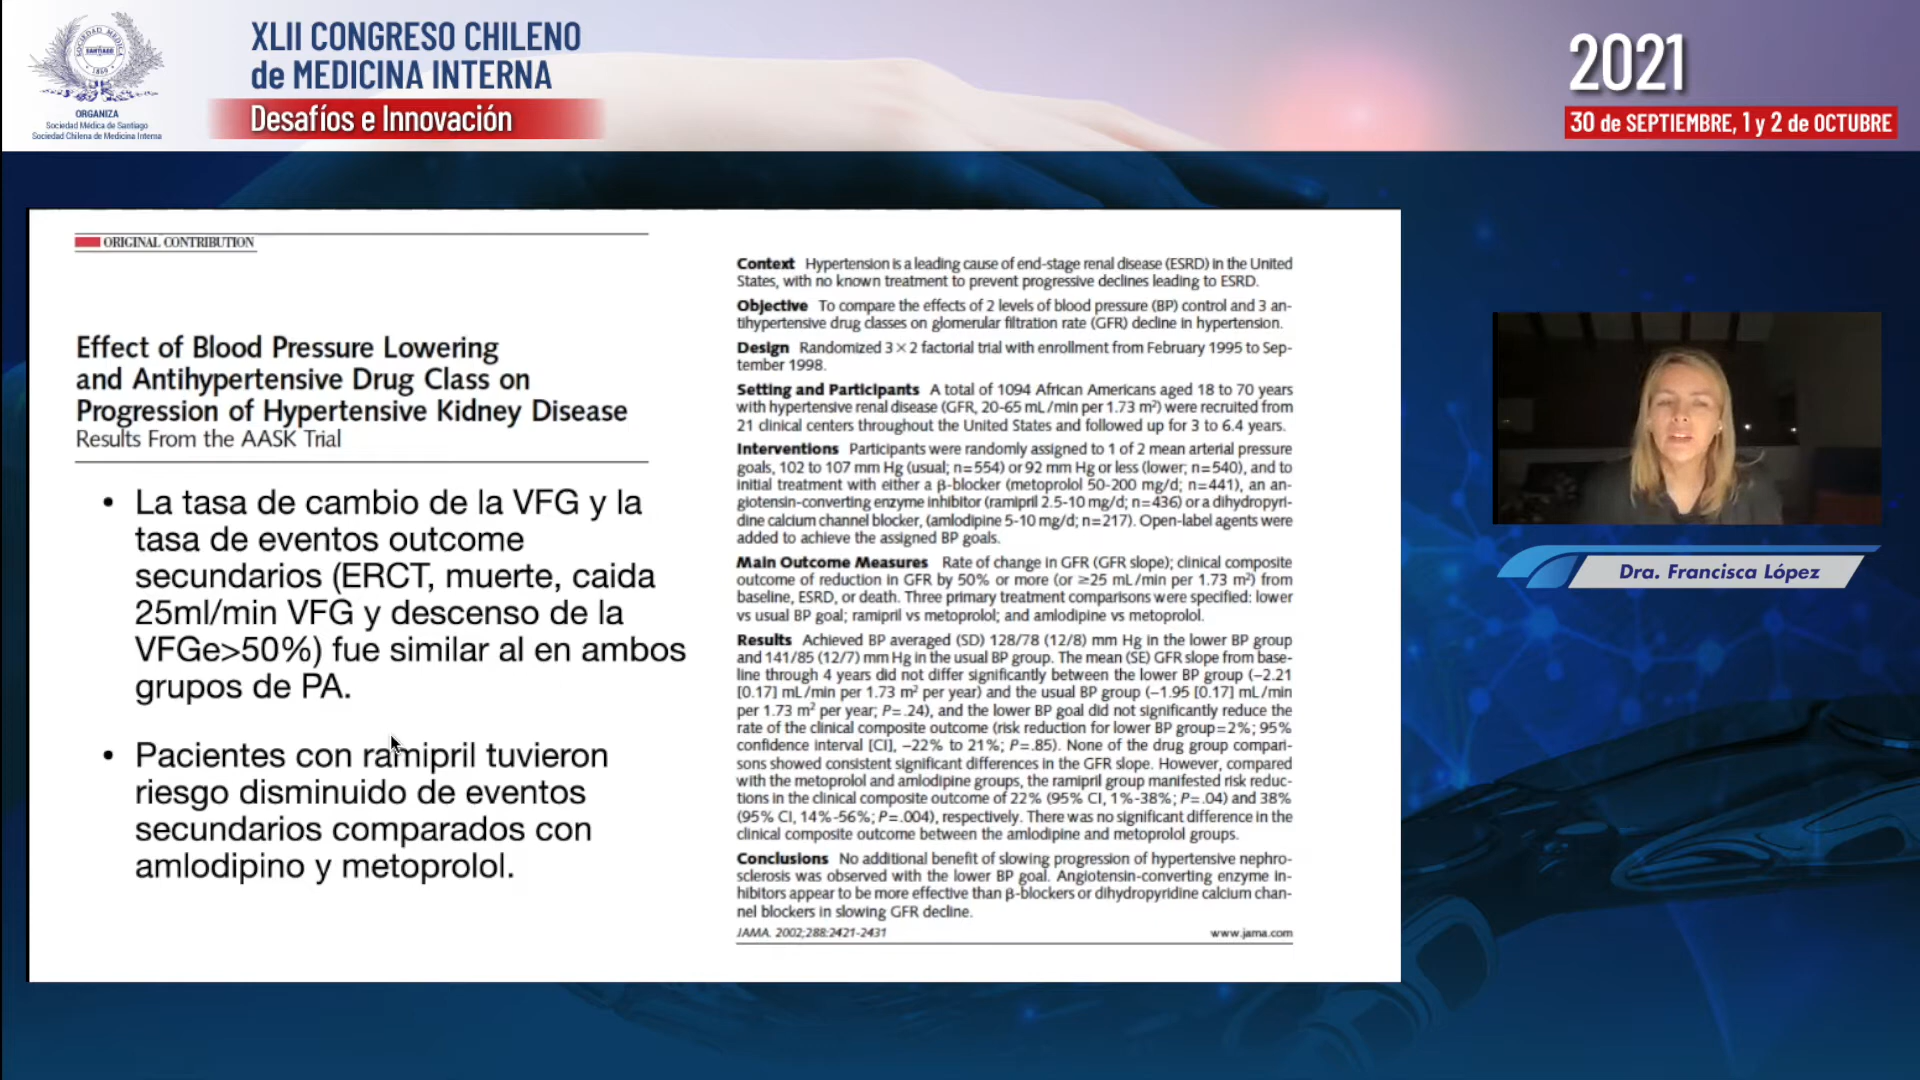 SOCIEDAD MEDICA
SANTIAGO
1869
ORGANIZA
Sociedad Médica de Santiago
Sociedad Chilena de Medicina Interna
XLII CONGRESO CHILENO
de MEDICINA INTERNA
Desafíos e Innovación
2021
30 de SEPTIEMBRE, 1 y 2 de OCTUBRE
ORIGINAL CONTRIBUTION
Effect of Blood Pressure Lowering
and Antihypertensive Drug Class on
Progression of Hypertensive Kidney Disease
Results From the AASK Trial
• La tasa de cambio de la VFG y la
tasa de eventos outcome
secundarios (ERCT, muerte, caida
25ml/min VFG y descenso de la
VFGe>50%) fue similar al en ambos
grupos de PA.
• Pacientes con ramipril tuvieron
riesgo disminuido de eventos
secundarios comparados con
amlodipino y metoprolol.
Context Hypertension is a leading cause of end-stage renal disease (ESRD) in the United
States, with no known treatment to prevent progressive declines leading to ESRD.
Objective To compare the effects of 2 levels of blood pressure (BP) control and 3 an-
tihypertensive drug classes on glomerular filtration rate (GFR) decline in hypertension.
Design Randomized 3×2 factorial trial with enrollment from February 1995 to Sep-
tember 1998.
Setting and Participants A total of 1094 African Americans aged 18 to 70 years
with hypertensive renal disease (GFR, 20-65 mL/min per 1.73 m²) were recruited from
21 clinical centers throughout the United States and followed up for 3 to 6.4 years.
Interventions Participants were randomly assigned to 1 of 2 mean arterial pressure
goals, 102 to 107 mm Hg (usual; n=554) or 92 mm Hg or less (lower; n=540), and to
initial treatment with either a β-blocker (metoprolol 50-200 mg/d; n=441), an an-
giotensin-converting enzyme inhibitor (ramipril 2.5-10 mg/d; n=436) or a dihydropyri-
dine calcium channel blocker, (amlodipine 5-10 mg/d; n=217). Open-label agents were
added to achieve the assigned BP goals.
Main Outcome Measures Rate of change in GFR (GFR slope); clinical composite
outcome of reduction in GFR by 50% or more (or ≥25 mL/min per 1.73 m²) from
baseline, ESRD, or death. Three primary treatment comparisons were specified: lower
vs usual BP goal; ramipril vs metoprolol; and amlodipine vs metoprolol.
Results Achieved BP averaged (SD) 128/78 (12/8) mm Hg in the lower BP group
and 141/85 (12/7) mm Hg in the usual BP group. The mean (SE) GFR slope from base-
line through 4 years did not differ significantly between the lower BP group (−2.21
[0.17] mL/min per 1.73 m² per year) and the usual BP group (−1.95 [0.17] mL/min
per 1.73 m² per year; P=.24), and the lower BP goal did not significantly reduce the
rate of the clinical composite outcome (risk reduction for lower BP group=2%; 95%
confidence interval [CI], −22% to 21%; P=.85). None of the drug group compari-
sons showed consistent significant differences in the GFR slope. However, compared
with the metoprolol and amlodipine groups, the ramipril group manifested risk reduc-
tions in the clinical composite outcome of 22% (95% CI, 1%-38%; P=.04) and 38%
(95% CI, 14%-56%; P=.004), respectively. There was no significant difference in the
clinical composite outcome between the amlodipine and metoprolol groups.
Conclusions No additional benefit of slowing progression of hypertensive nephro-
sclerosis was observed with the lower BP goal. Angiotensin-converting enzyme in-
hibitors appear to be more effective than β-blockers or dihydropyridine calcium chan-
nel blockers in slowing GFR decline.
JAMA. 2002;288:2421-2431
www.jama.com
Dra. Francisca López